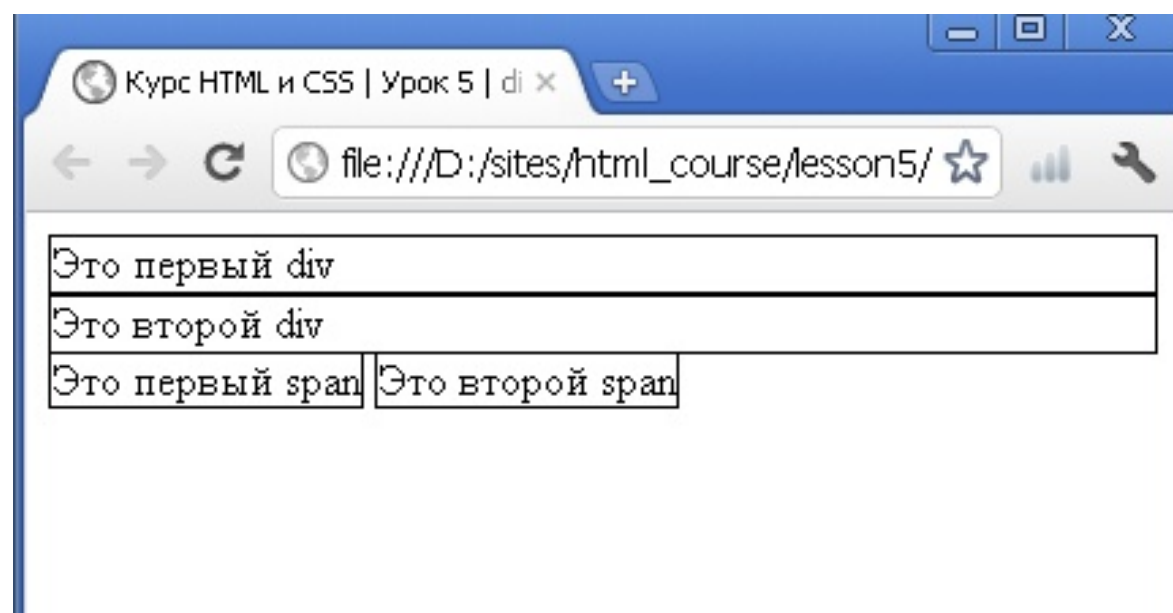 Курс HTML и CSS | Урок 5 | di
file:///D:/sites/html_course/lesson5/
Это первый div
Это второй div
Это первый span Это второй span